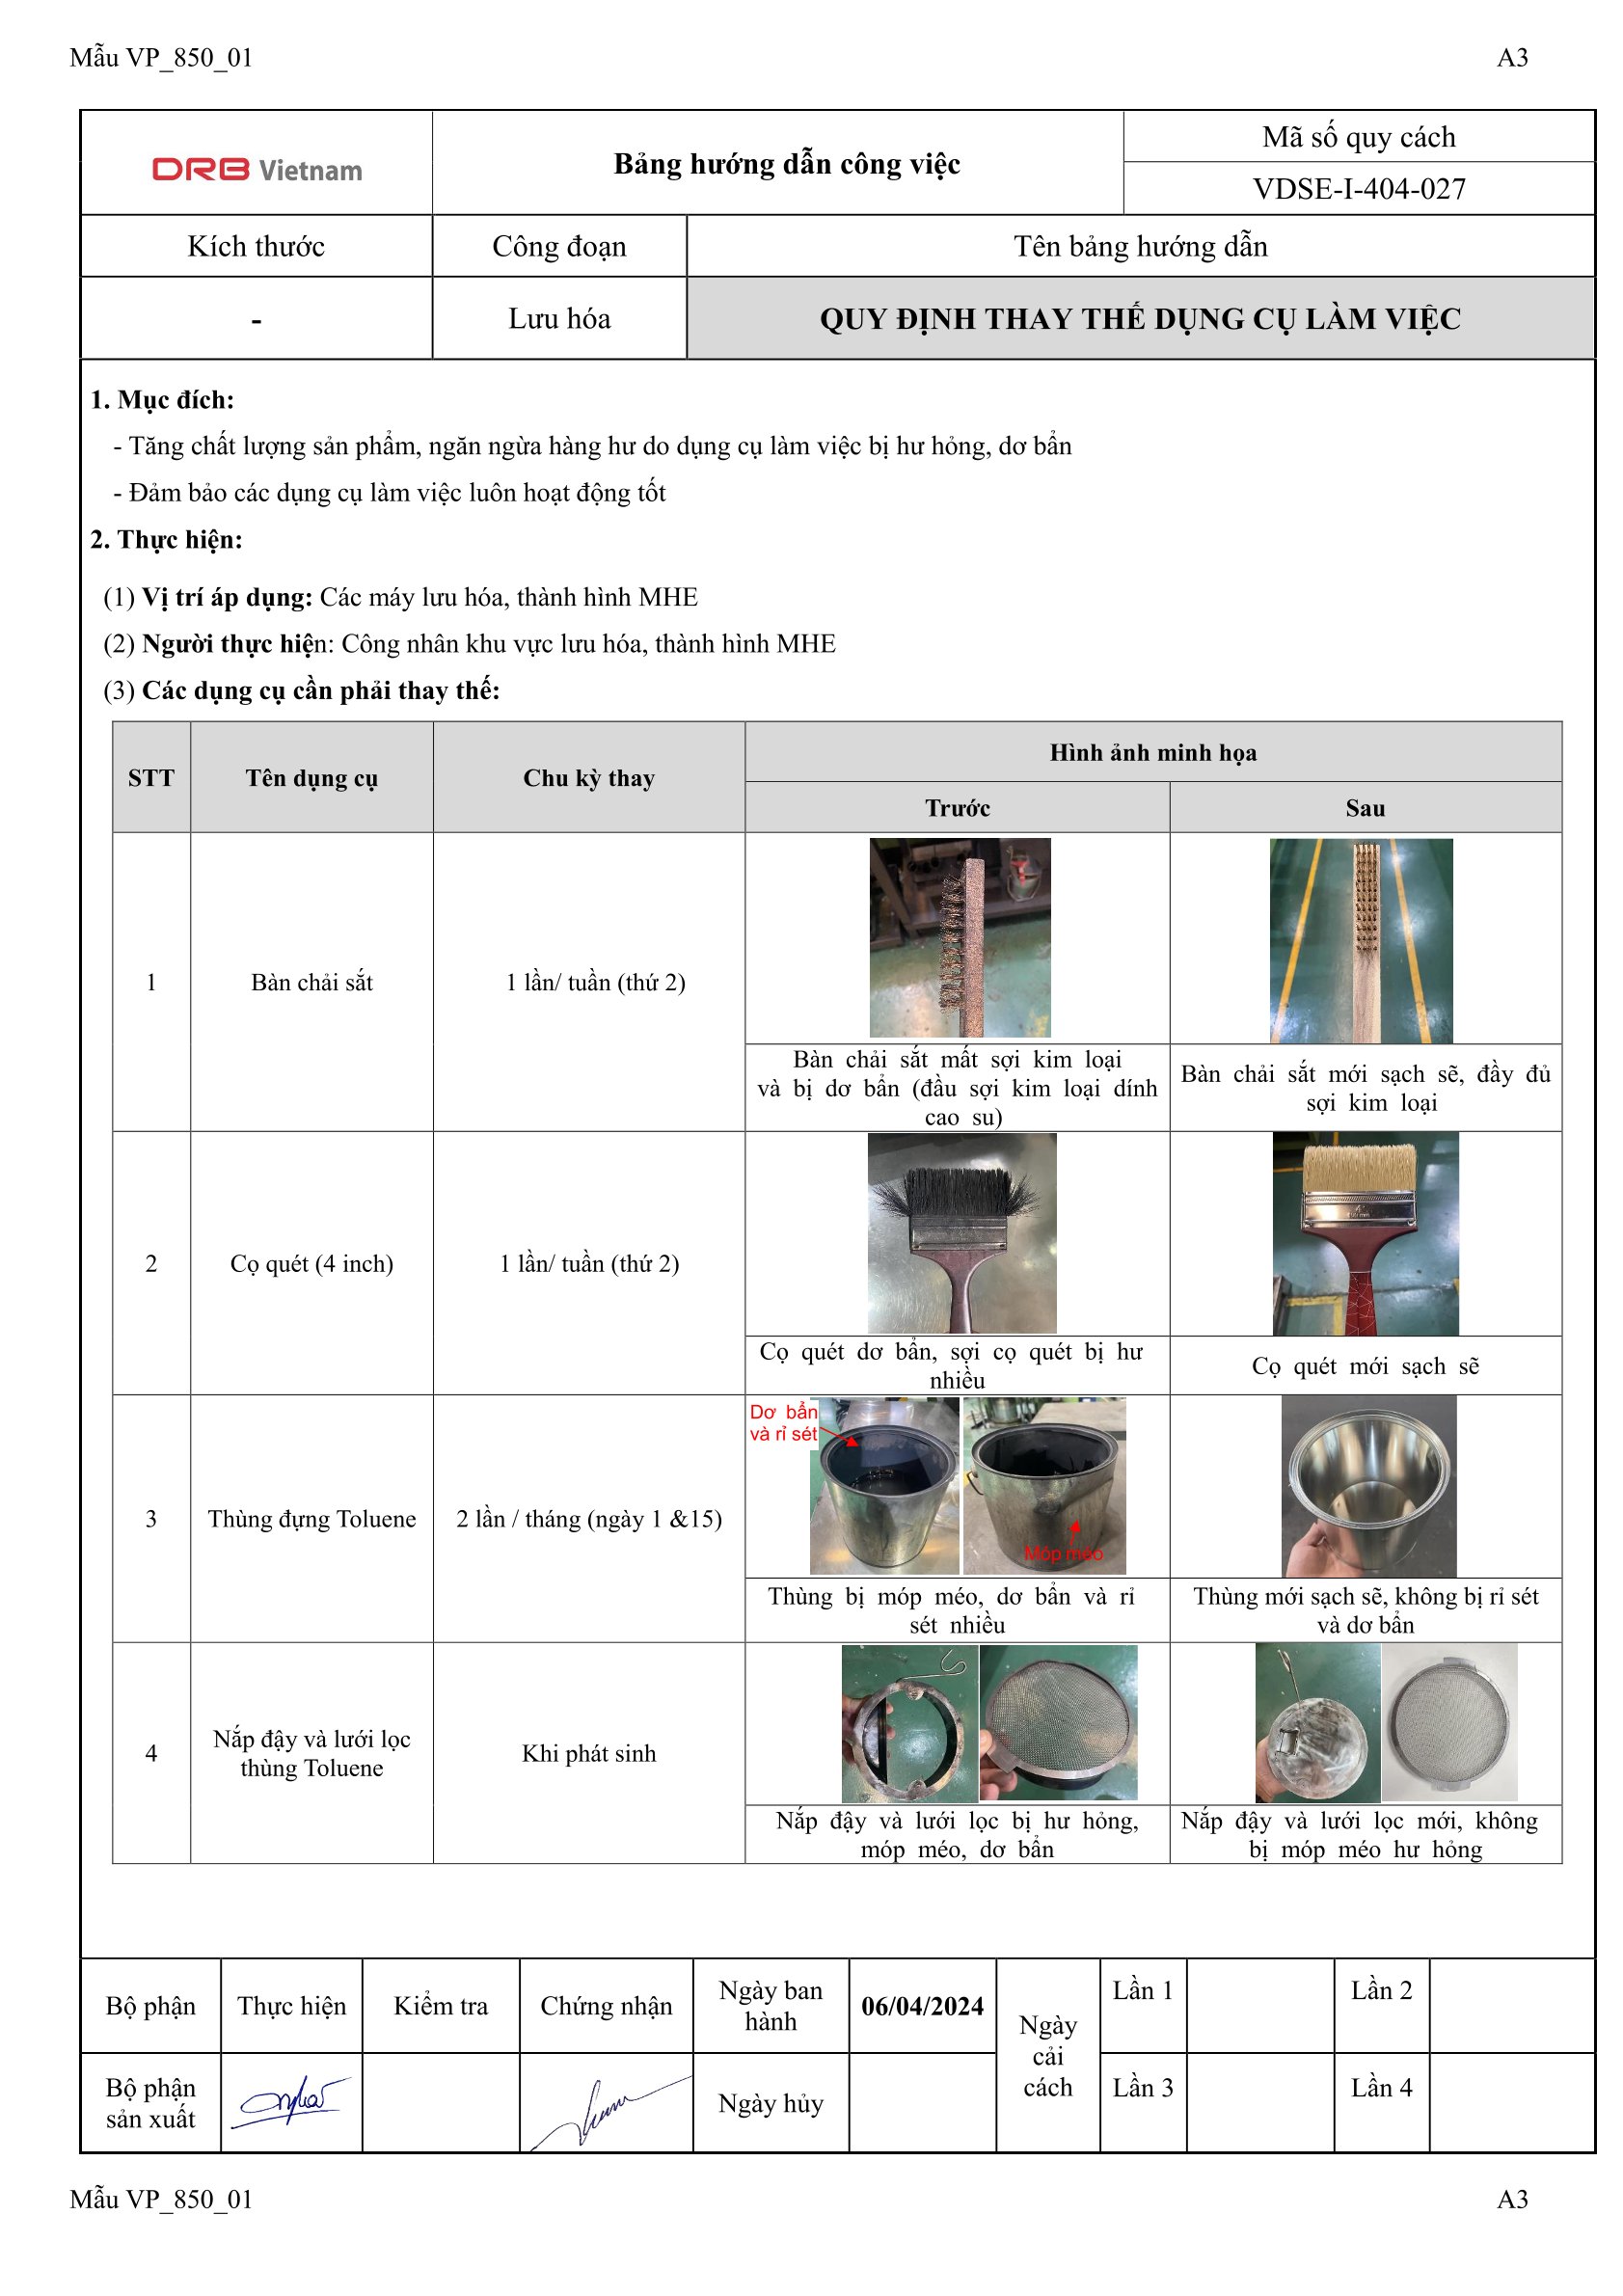 Mẫu VP_850_01 A3
DRB Vietnam
Bảng hướng dẫn công việc
Mã số quy cách
VDSE-I-404-027
Kích thước
Công đoạn
Tên bảng hướng dẫn
-
Lưu hóa
QUY ĐỊNH THAY THẾ DỤNG CỤ LÀM VIỆC
1. Mục đích:
- Tăng chất lượng sản phẩm, ngăn ngừa hàng hư do dụng cụ làm việc bị hư hỏng, dơ bẩn
- Đảm bảo các dụng cụ làm việc luôn hoạt động tốt
2. Thực hiện:
(1) Vị trí áp dụng: Các máy lưu hóa, thành hình MHE
(2) Người thực hiện: Công nhân khu vực lưu hóa, thành hình MHE
(3) Các dụng cụ cần phải thay thế:
STT
Tên dụng cụ
Chu kỳ thay
Hình ảnh minh họa
Trước
Sau
1
Bàn chải sắt
1 lần/ tuần (thứ 2)
Bàn chải sắt mất sợi kim loại
và bị dơ bẩn (đầu sợi kim loại dính
cao su)
Bàn chải sắt mới sạch sẽ, đầy đủ
sợi kim loại
2
Cọ quét (4 inch)
1 lần/ tuần (thứ 2)
Cọ quét dơ bẩn, sợi cọ quét bị hư
nhiều
Cọ quét mới sạch sẽ
3
Thùng đựng Toluene
2 lần / tháng (ngày 1 &15)
Dơ bẩn
và rỉ sét
Móp méo
Thùng bị móp méo, dơ bẩn và rỉ
sét nhiều
Thùng mới sạch sẽ, không bị rỉ sét
và dơ bẩn
4
Nắp đậy và lưới lọc
thùng Toluene
Khi phát sinh
Nắp đậy và lưới lọc bị hư hỏng,
móp méo, dơ bẩn
Nắp đậy và lưới lọc mới, không
bị móp méo hư hỏng
Bộ phận
Thực hiện
Kiểm tra
Chứng nhận
Ngày ban
hành
06/04/2024
Ngày
cải
cách
Lần 1
Lần 2
Bộ phận
sản xuất
Ngày hủy
Lần 3
Lần 4
Mẫu VP_850_01 A3